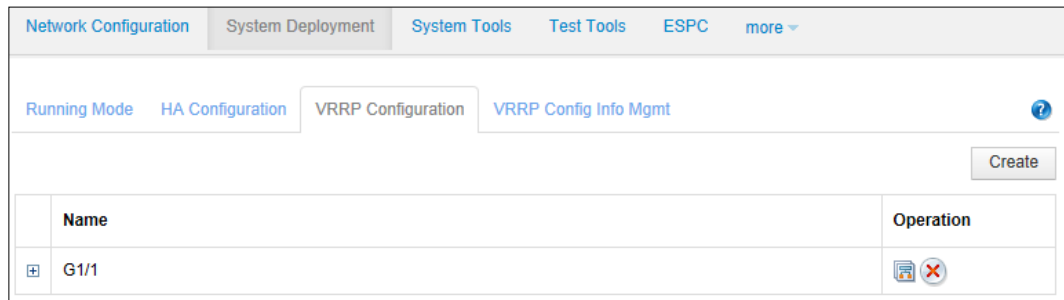 Network Configuration System Deployment System Tools Test Tools ESPC more
Running Mode HA Configuration VRRP Configuration VRRP Config Info Mgmt ?
Create
Name Operation
G1/1